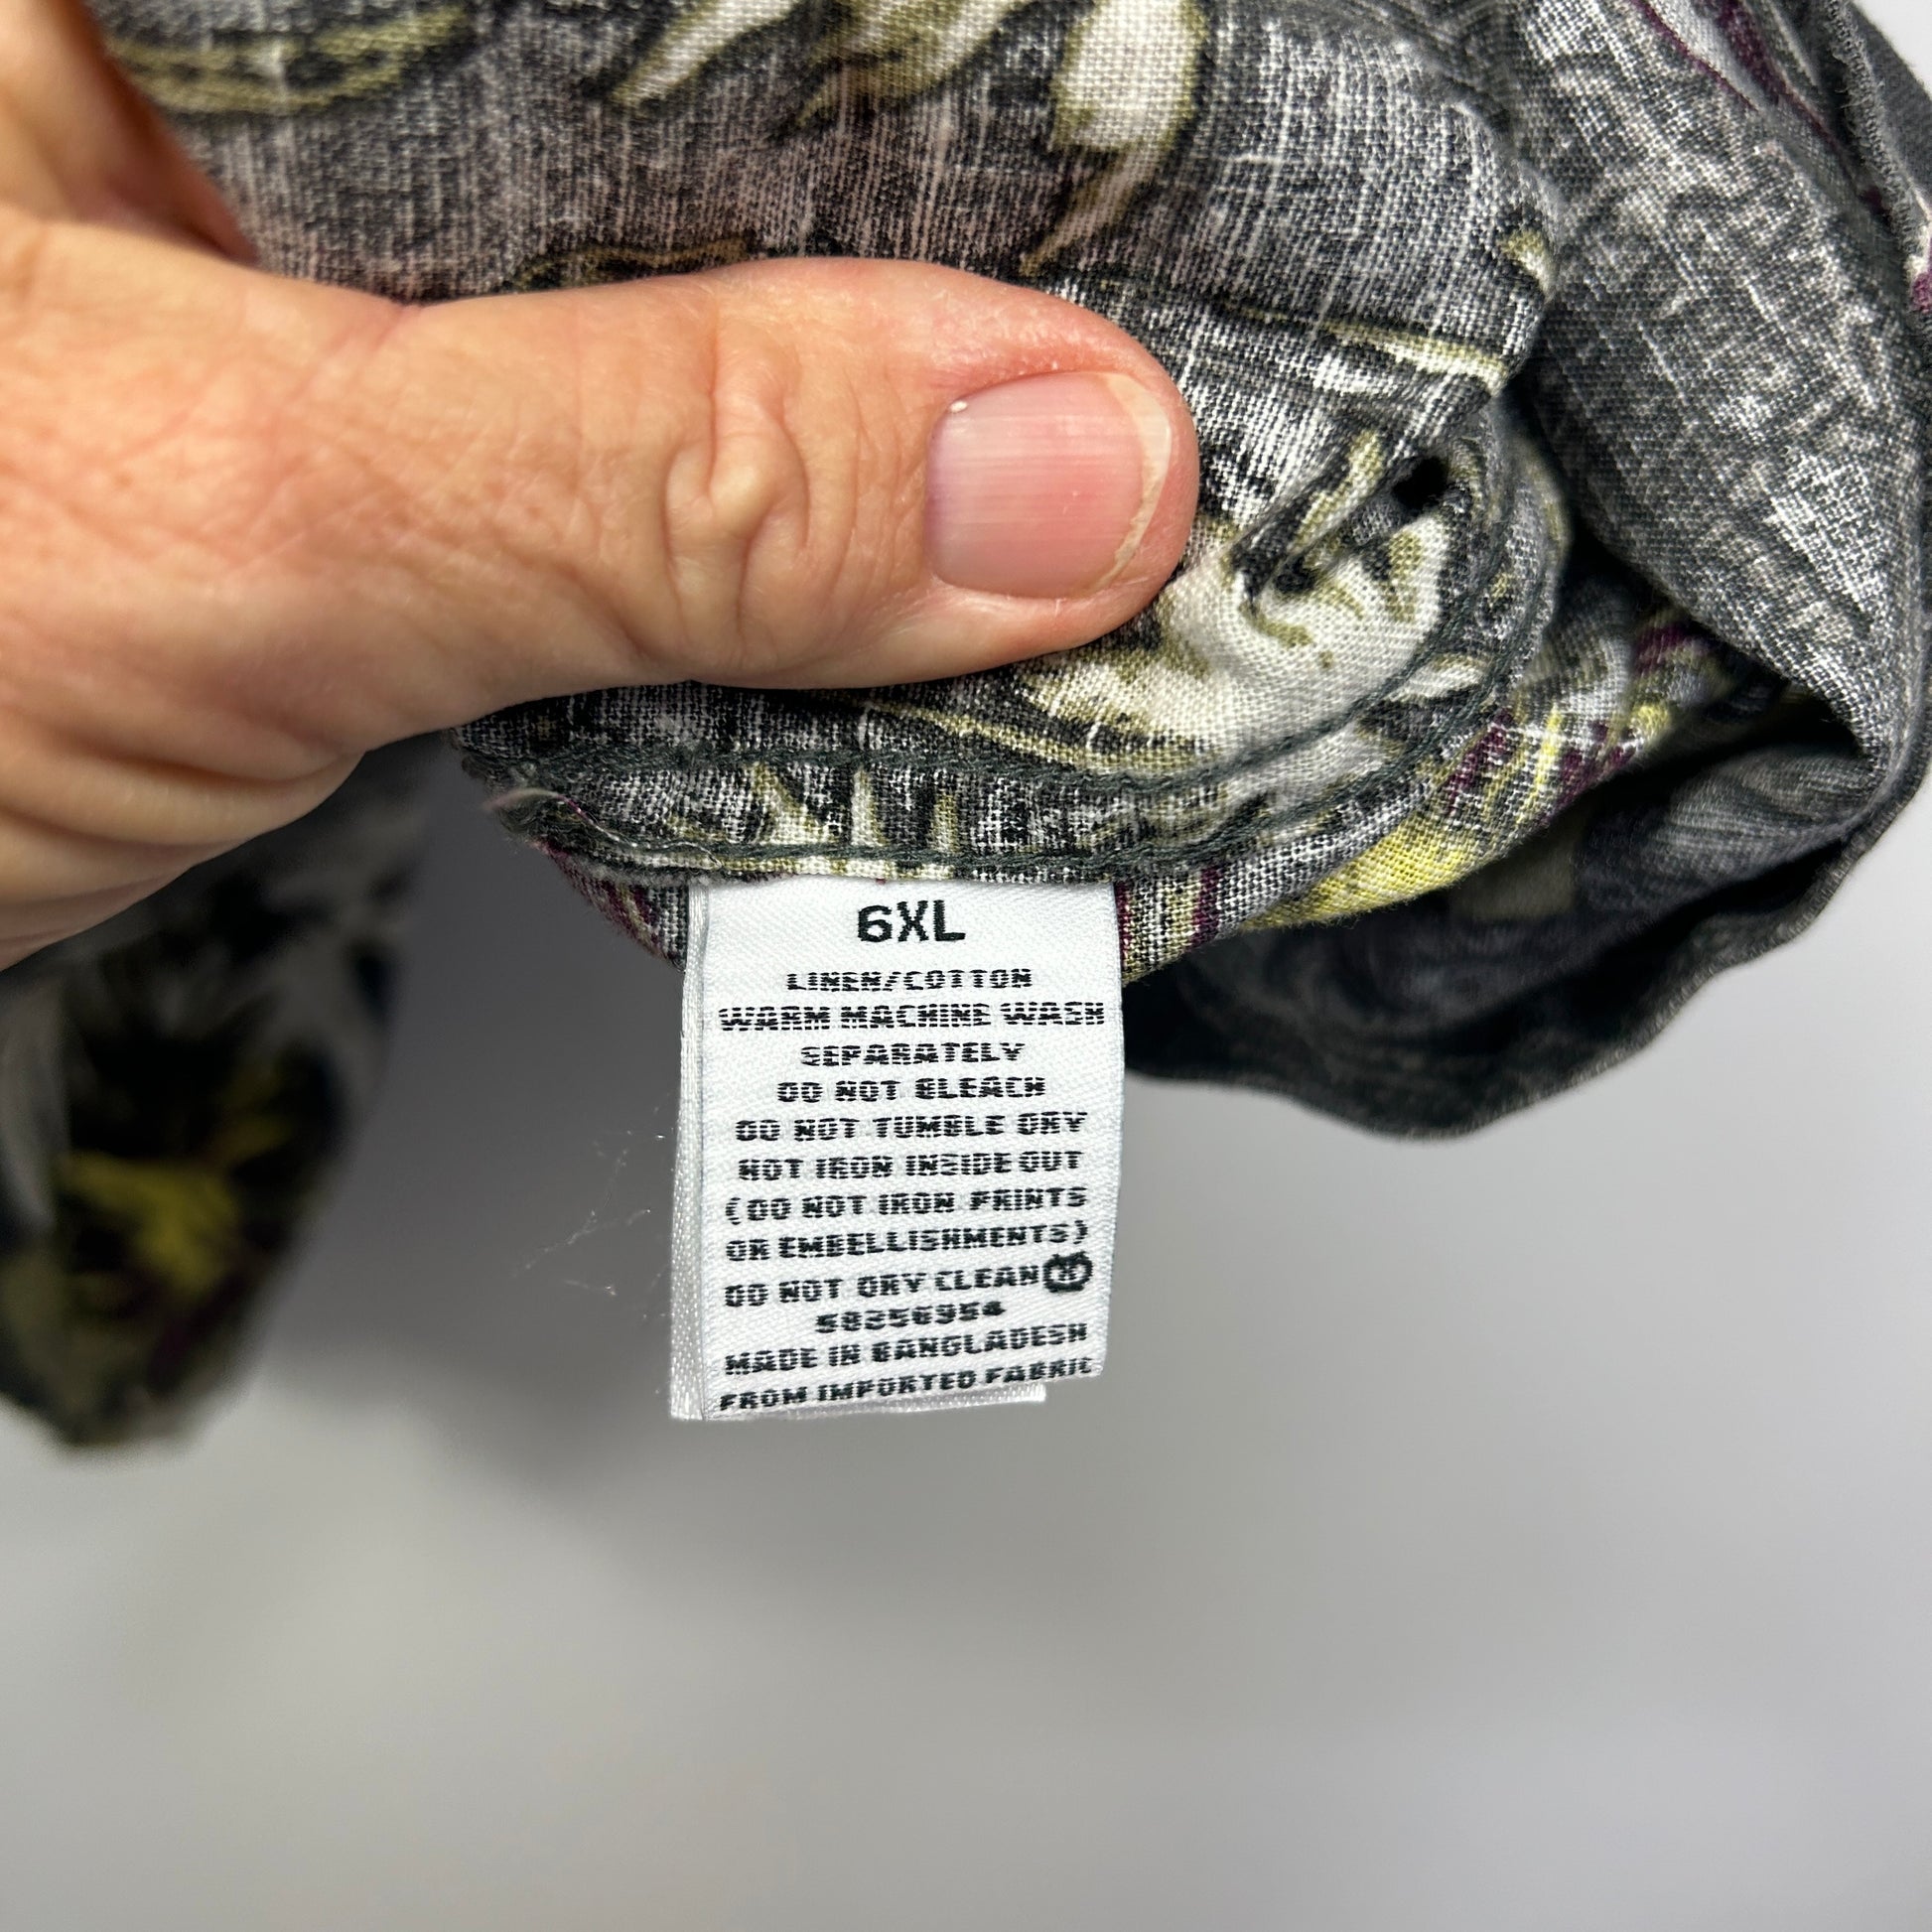 6XL
LINEN/COTTON
WARM MACHINE WASH
SEPARATELY
DO NOT BLEACH
DO NOT TUMBLE DRY
HOT IRON INSIDE OUT
(DO NOT IRON PRINTS
OR EMBELLISHMENTS)
DO NOT DRY CLEAN
58256954
MADE IN BANGLADESH
FROM IMPORTED FABRIC